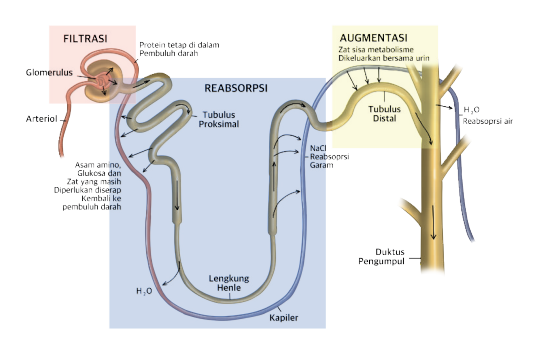 FILTRASI
Protein tetap di dalam
Pembuluh darah
Glomerulus
Arteriol
REABSORPSI
Tubulus
Proksimal
Asam amino,
Glukosa dan
Zat yang masih
Diperlukan diserap
Kembali ke
pembuluh darah
H2O
Lengkung
Henle
Kapiler
NaCl
Reabsoprsi
Garam
AUGMENTASI
Zat sisa metabolisme
Dikeluarkan bersama urin
Tubulus
Distal
H2O
Reabsoprsi air
Duktus
Pengumpul